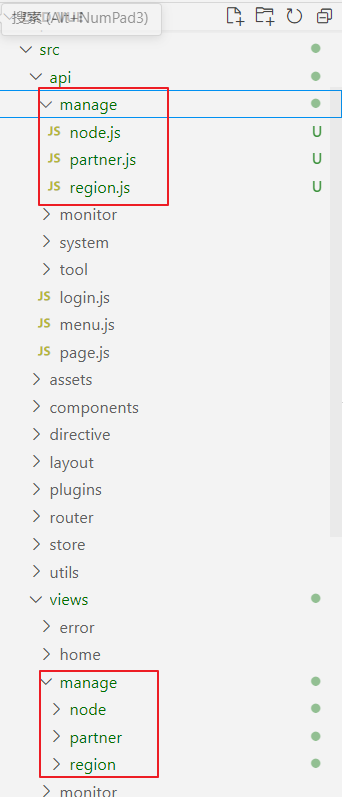 搜索 (Alt+NumPad3)
src
api
manage
JS node.js U
JS partner.js U
JS region.js U
monitor
system
tool
JS login.js
JS menu.js
JS page.js
assets
components
directive
layout
plugins
router
store
utils
views
error
home
manage
node
partner
region
monitor